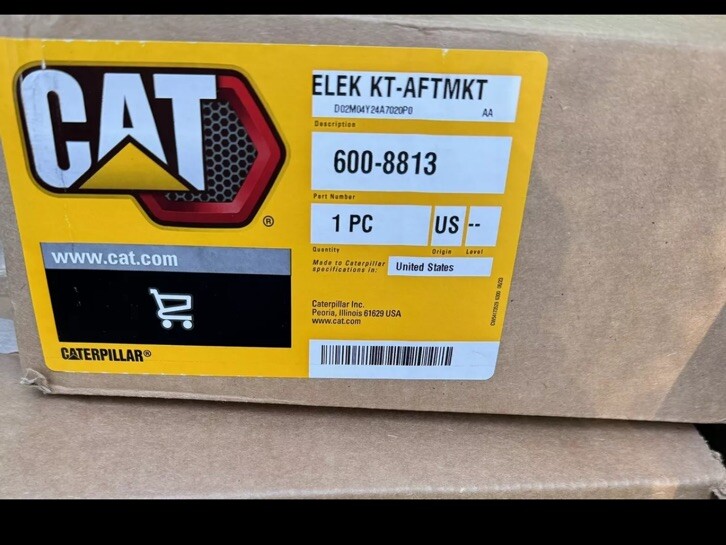 CAT
®
www.cat.com
CATERPILLAR®
ELEK KT-AFTMKT
D02M04Y24A7020P0 AA
Description
600-8813
Part Number
1 PC US --
Quantity Origin Level
Made to Caterpillar
specifications in: United States
Caterpillar Inc.
Peoria, Illinois 61629 USA
www.cat.com